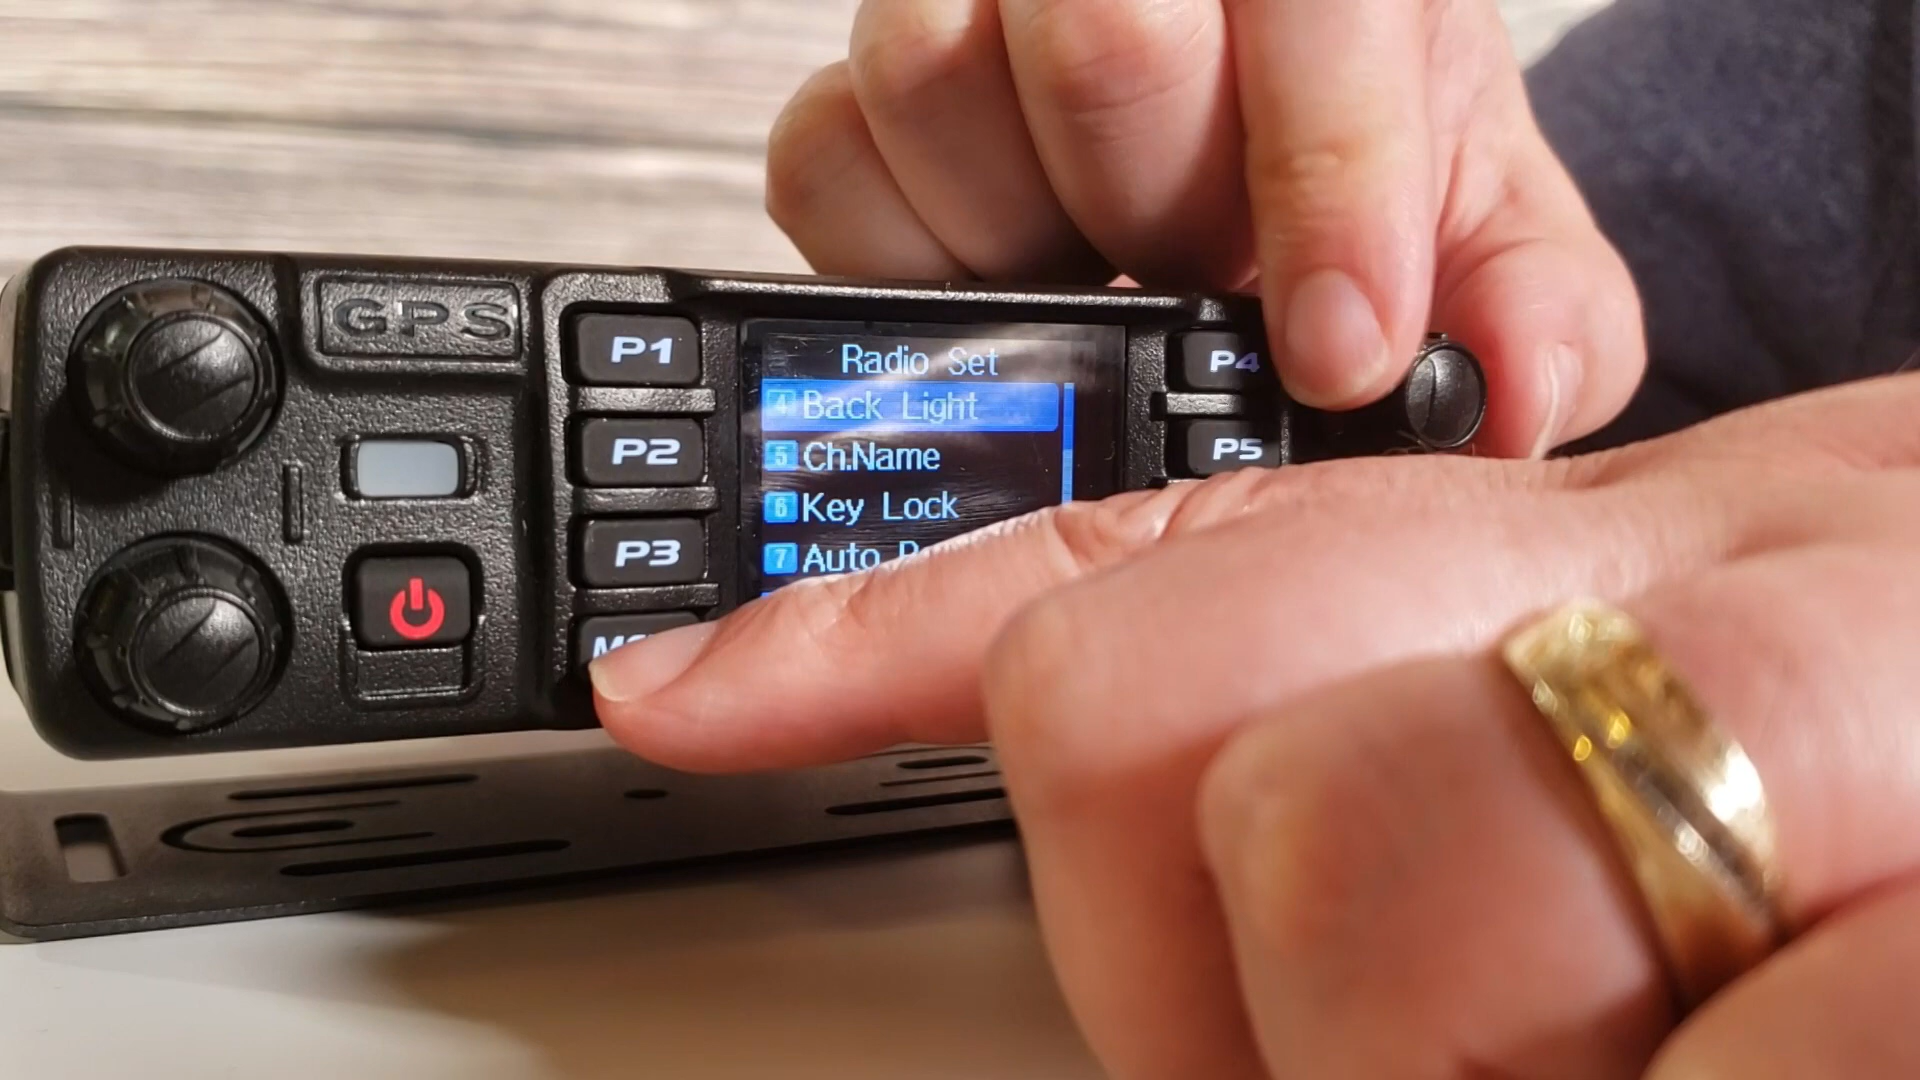 GPS
P1
P2
P3
Radio Set
4 Back Light
5 Ch.Name
6 Key Lock
7 Auto
P4
P5